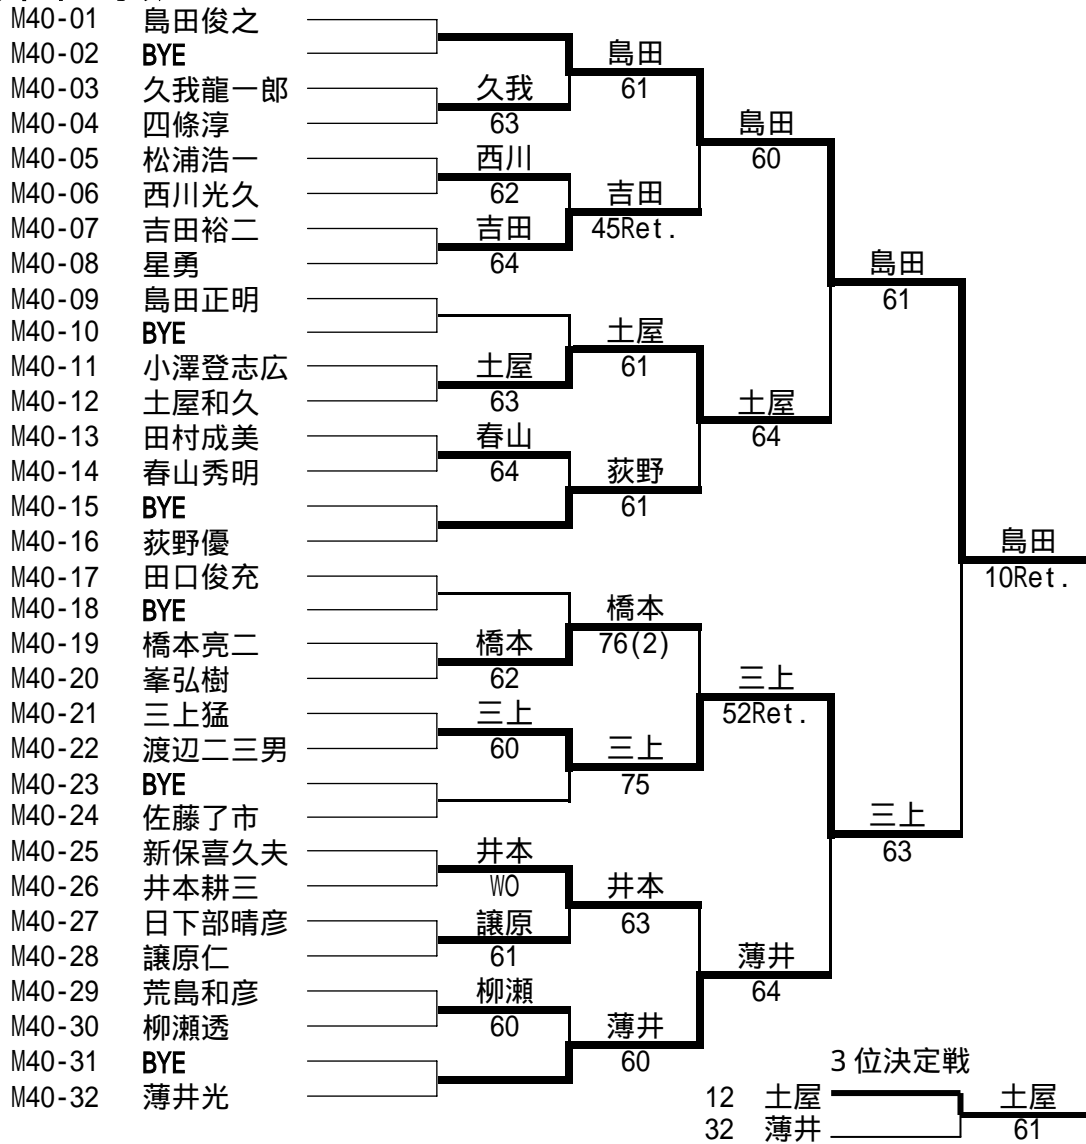 M40-01 島田俊之
M40-02 BYE 島田
M40-03 久我龍一郎 久我 61
M40-04 四條淳 63 島田
M40-05 松浦浩一 西川 60
M40-06 西川光久 62 吉田
M40-07 吉田裕二 吉田 45Ret.
M40-08 星勇 64 島田
M40-09 島田正明 61
M40-10 BYE 土屋
M40-11 小澤登志広 土屋 61
M40-12 土屋和久 63 土屋
M40-13 田村成美 春山 64
M40-14 春山秀明 64 荻野
M40-15 BYE 61
M40-16 荻野優 島田
M40-17 田口俊充 10Ret.
M40-18 BYE 橋本
M40-19 橋本亮二 橋本 76(2)
M40-20 峯弘樹 62 三上
M40-21 三上猛 三上 52Ret.
M40-22 渡辺二三男 60 三上
M40-23 BYE 75
M40-24 佐藤了市 三上
M40-25 新保喜久夫 井本 63
M40-26 井本耕三 WO 井本
M40-27 日下部晴彦 譲原 63
M40-28 譲原仁 61 薄井
M40-29 荒島和彦 柳瀬 64
M40-30 柳瀬透 60 薄井
M40-31 BYE 60 3位決定戦
M40-32 薄井光 12 土屋 土屋
32 薄井 61